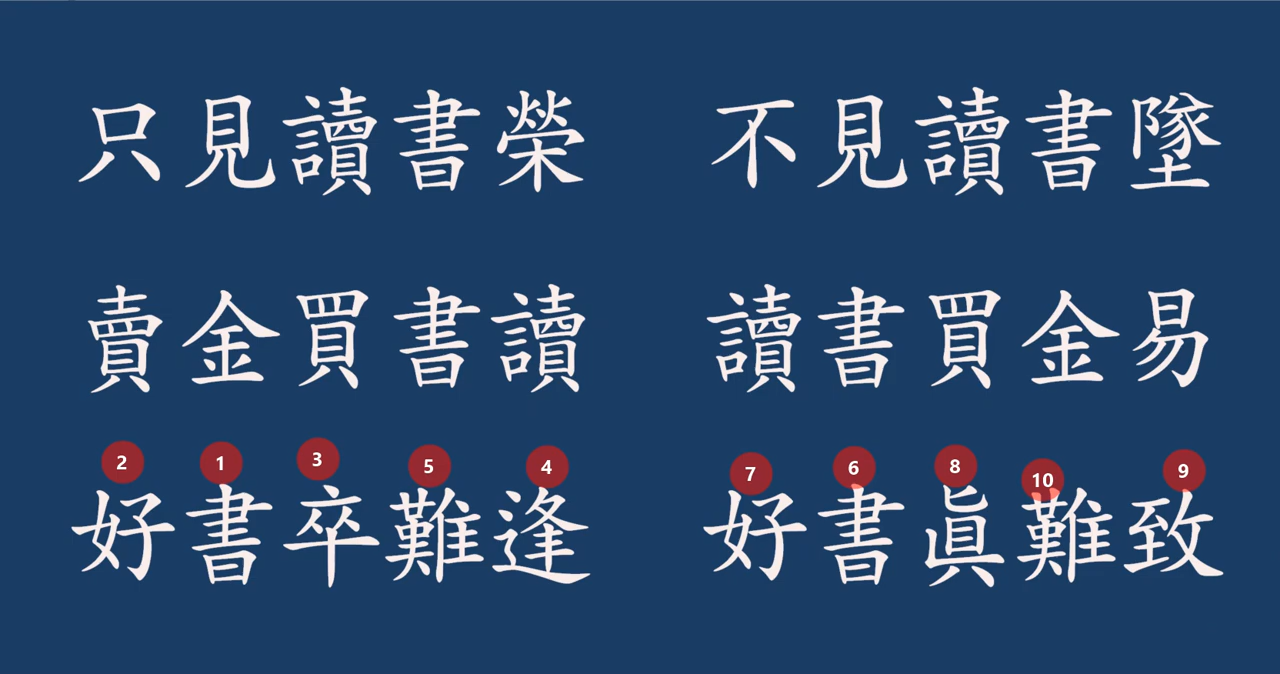 只見讀書榮 不見讀書墜
賣金買書讀 讀書買金易
2 1 3 5 4 7 6 8 10 9
好書卒難逢 好書眞難致